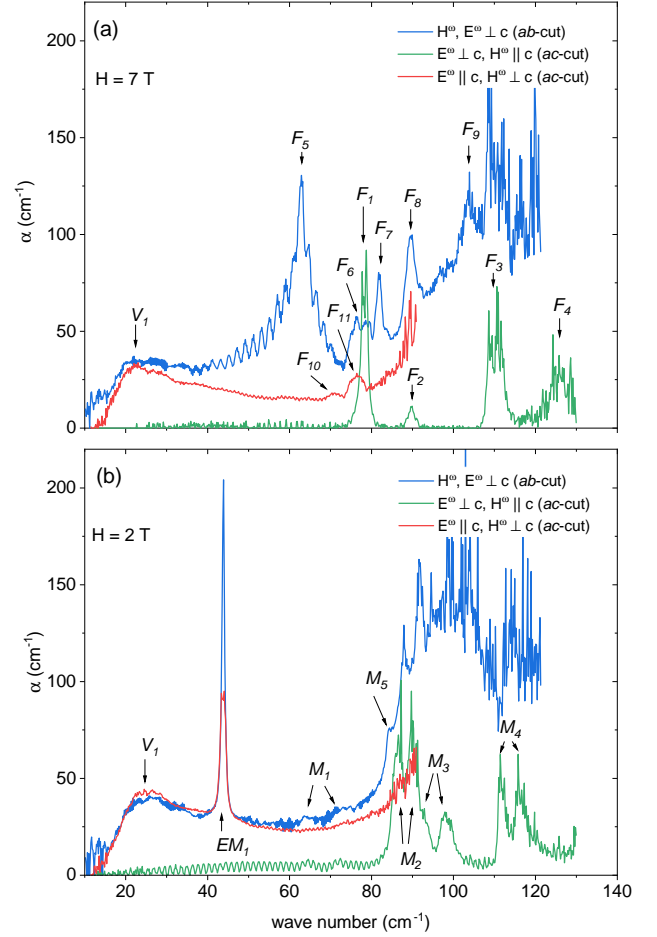 (a)
H = 7 T
Hω, Eω ⊥ c (ab-cut)
Eω ⊥ c, Hω || c (ac-cut)
Eω || c, Hω ⊥ c (ac-cut)
F5
F9
F1
F8
F7
F6
F11
F3
F4
V1
F10
F2
α (cm-1)
200
150
100
50
0
(b)
H = 2 T
Hω, Eω ⊥ c (ab-cut)
Eω ⊥ c, Hω || c (ac-cut)
Eω || c, Hω ⊥ c (ac-cut)
M5
V1
M1
M3
M4
EM1
M2
α (cm-1)
200
150
100
50
0
20 40 60 80 100 120 140
wave number (cm-1)